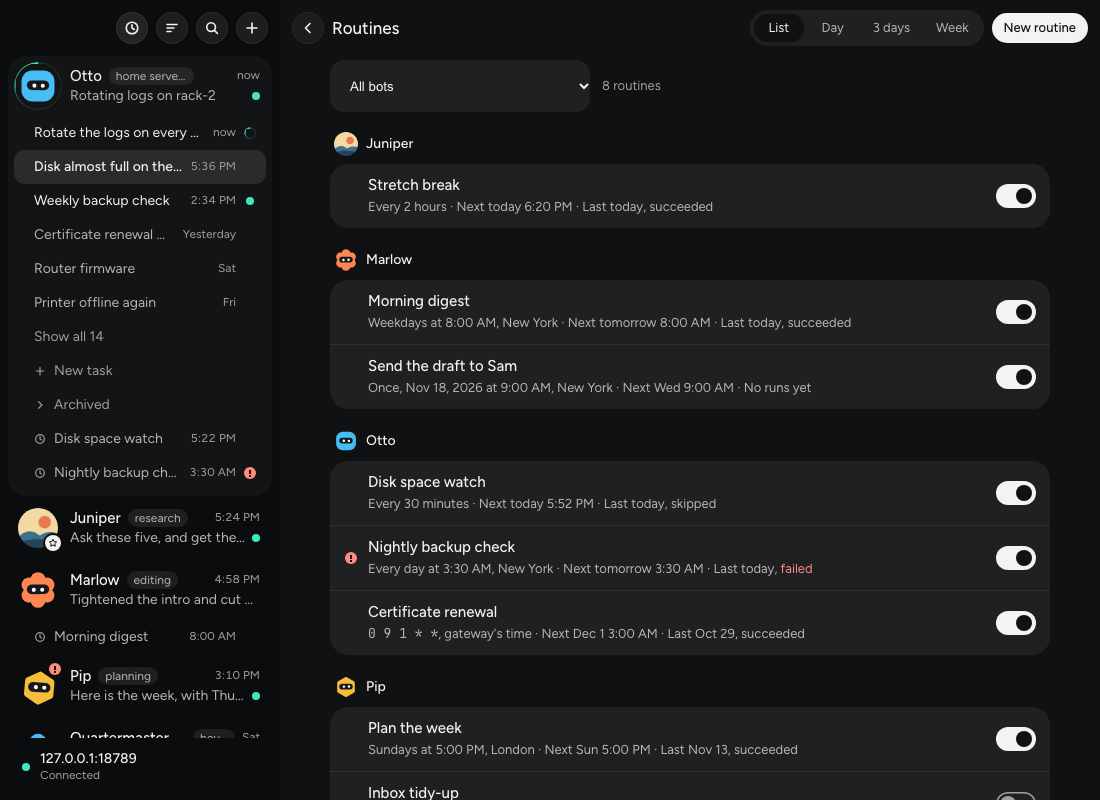 Routines
List
Day
3 days
Week
New routine
Otto
home serve...
now
Rotating logs on rack-2
Rotate the logs on every ...
now
Disk almost full on the...
5:36 PM
Weekly backup check
2:34 PM
Certificate renewal ...
Yesterday
Router firmware
Sat
Printer offline again
Fri
Show all 14
New task
Archived
Disk space watch
5:22 PM
Nightly backup ch...
3:30 AM
Juniper
research
5:24 PM
Ask these five, and get the...
Marlow
editing
4:58 PM
Tightened the intro and cut ...
Morning digest
8:00 AM
Pip
planning
3:10 PM
Here is the week, with Thu...
Quartermaster
hou...
Sat
127.0.0.1:18789
Connected
All bots
8 routines
Juniper
Stretch break
Every 2 hours · Next today 6:20 PM · Last today, succeeded
Marlow
Morning digest
Weekdays at 8:00 AM, New York · Next tomorrow 8:00 AM · Last today, succeeded
Send the draft to Sam
Once, Nov 18, 2026 at 9:00 AM, New York · Next Wed 9:00 AM · No runs yet
Otto
Disk space watch
Every 30 minutes · Next today 5:52 PM · Last today, skipped
Nightly backup check
Every day at 3:30 AM, New York · Next tomorrow 3:30 AM · Last today, failed
Certificate renewal
0 9 1 * *, gateway's time · Next Dec 1 3:00 AM · Last Oct 29, succeeded
Pip
Plan the week
Sundays at 5:00 PM, London · Next Sun 5:00 PM · Last Nov 13, succeeded
Inbox tidy-up